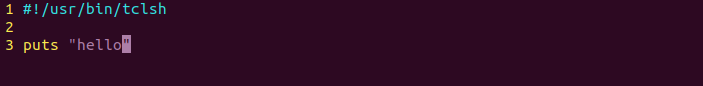 1 #!/usr/bin/tclsh
2
3 puts "hello"